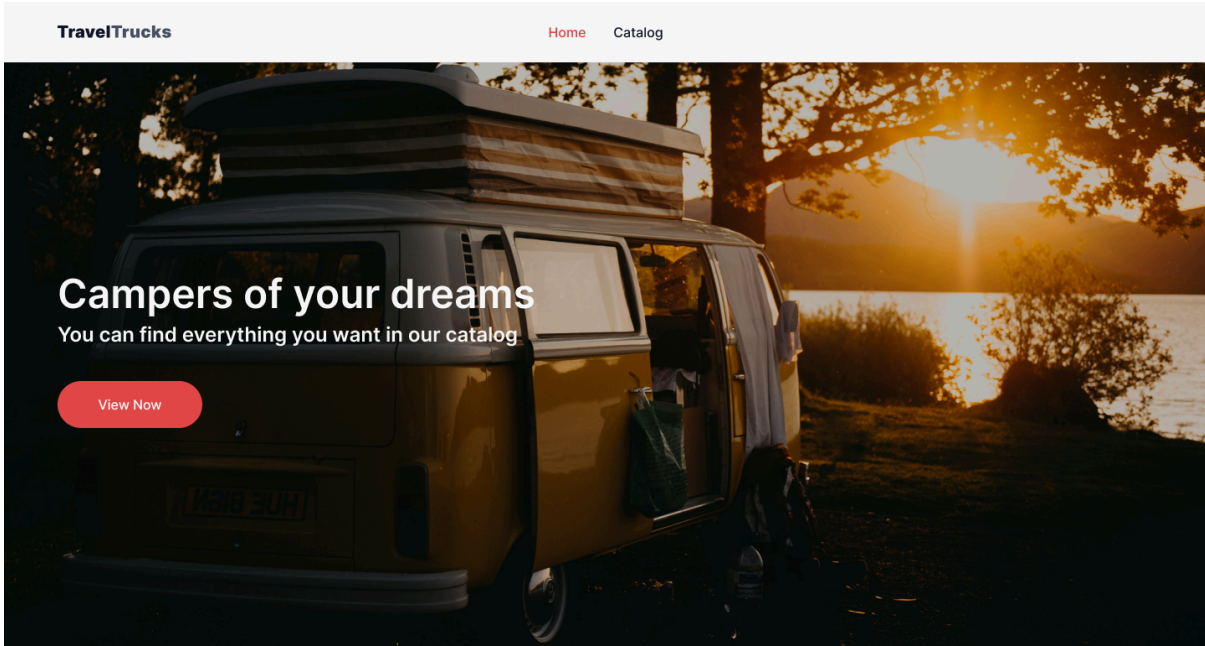 TravelTrucks
Home Catalog
Campers of your dreams
You can find everything you want in our catalog
View Now